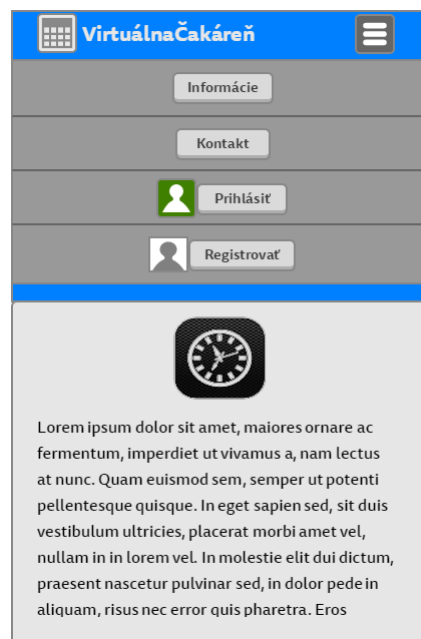 VirtuálnaČakáreň
Informácie
Kontakt
Prihlásiť
Registrovať
Lorem ipsum dolor sit amet, maiores ornare ac
fermentum, imperdiet ut vivamus a, nam lectus
at nunc. Quam euismod sem, semper ut potenti
pellentesque quisque. In eget sapien sed, sit duis
vestibulum ultricies, placerat morbi amet vel,
nullam in in lorem vel. In molestie elit dui dictum,
praesent nascetur pulvinar sed, in dolor pede in
aliquam, risus nec error quis pharetra. Eros